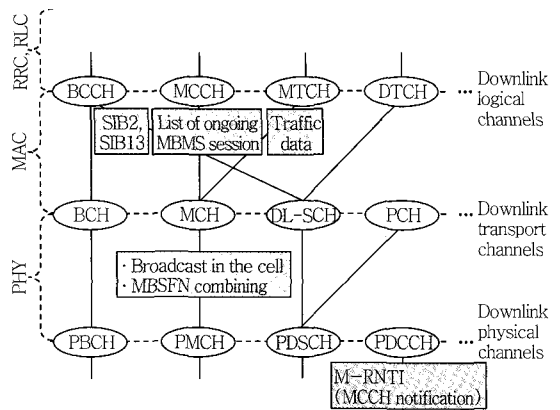 RRC, RLC
MAC
PHY
BCCH
MCCH
MTCH
DTCH
··· Downlink
logical
channels
SIB2,
SIB13
List of ongoing
MBMS session
Traffic
data
BCH
MCH
DL-SCH
PCH
··· Downlink
transport
channels
· Broadcast in the cell
· MBSFN combining
PBCH
PMCH
PDSCH
PDCCH
··· Downlink
physical
channels
M-RNTI
(MCCH notification)